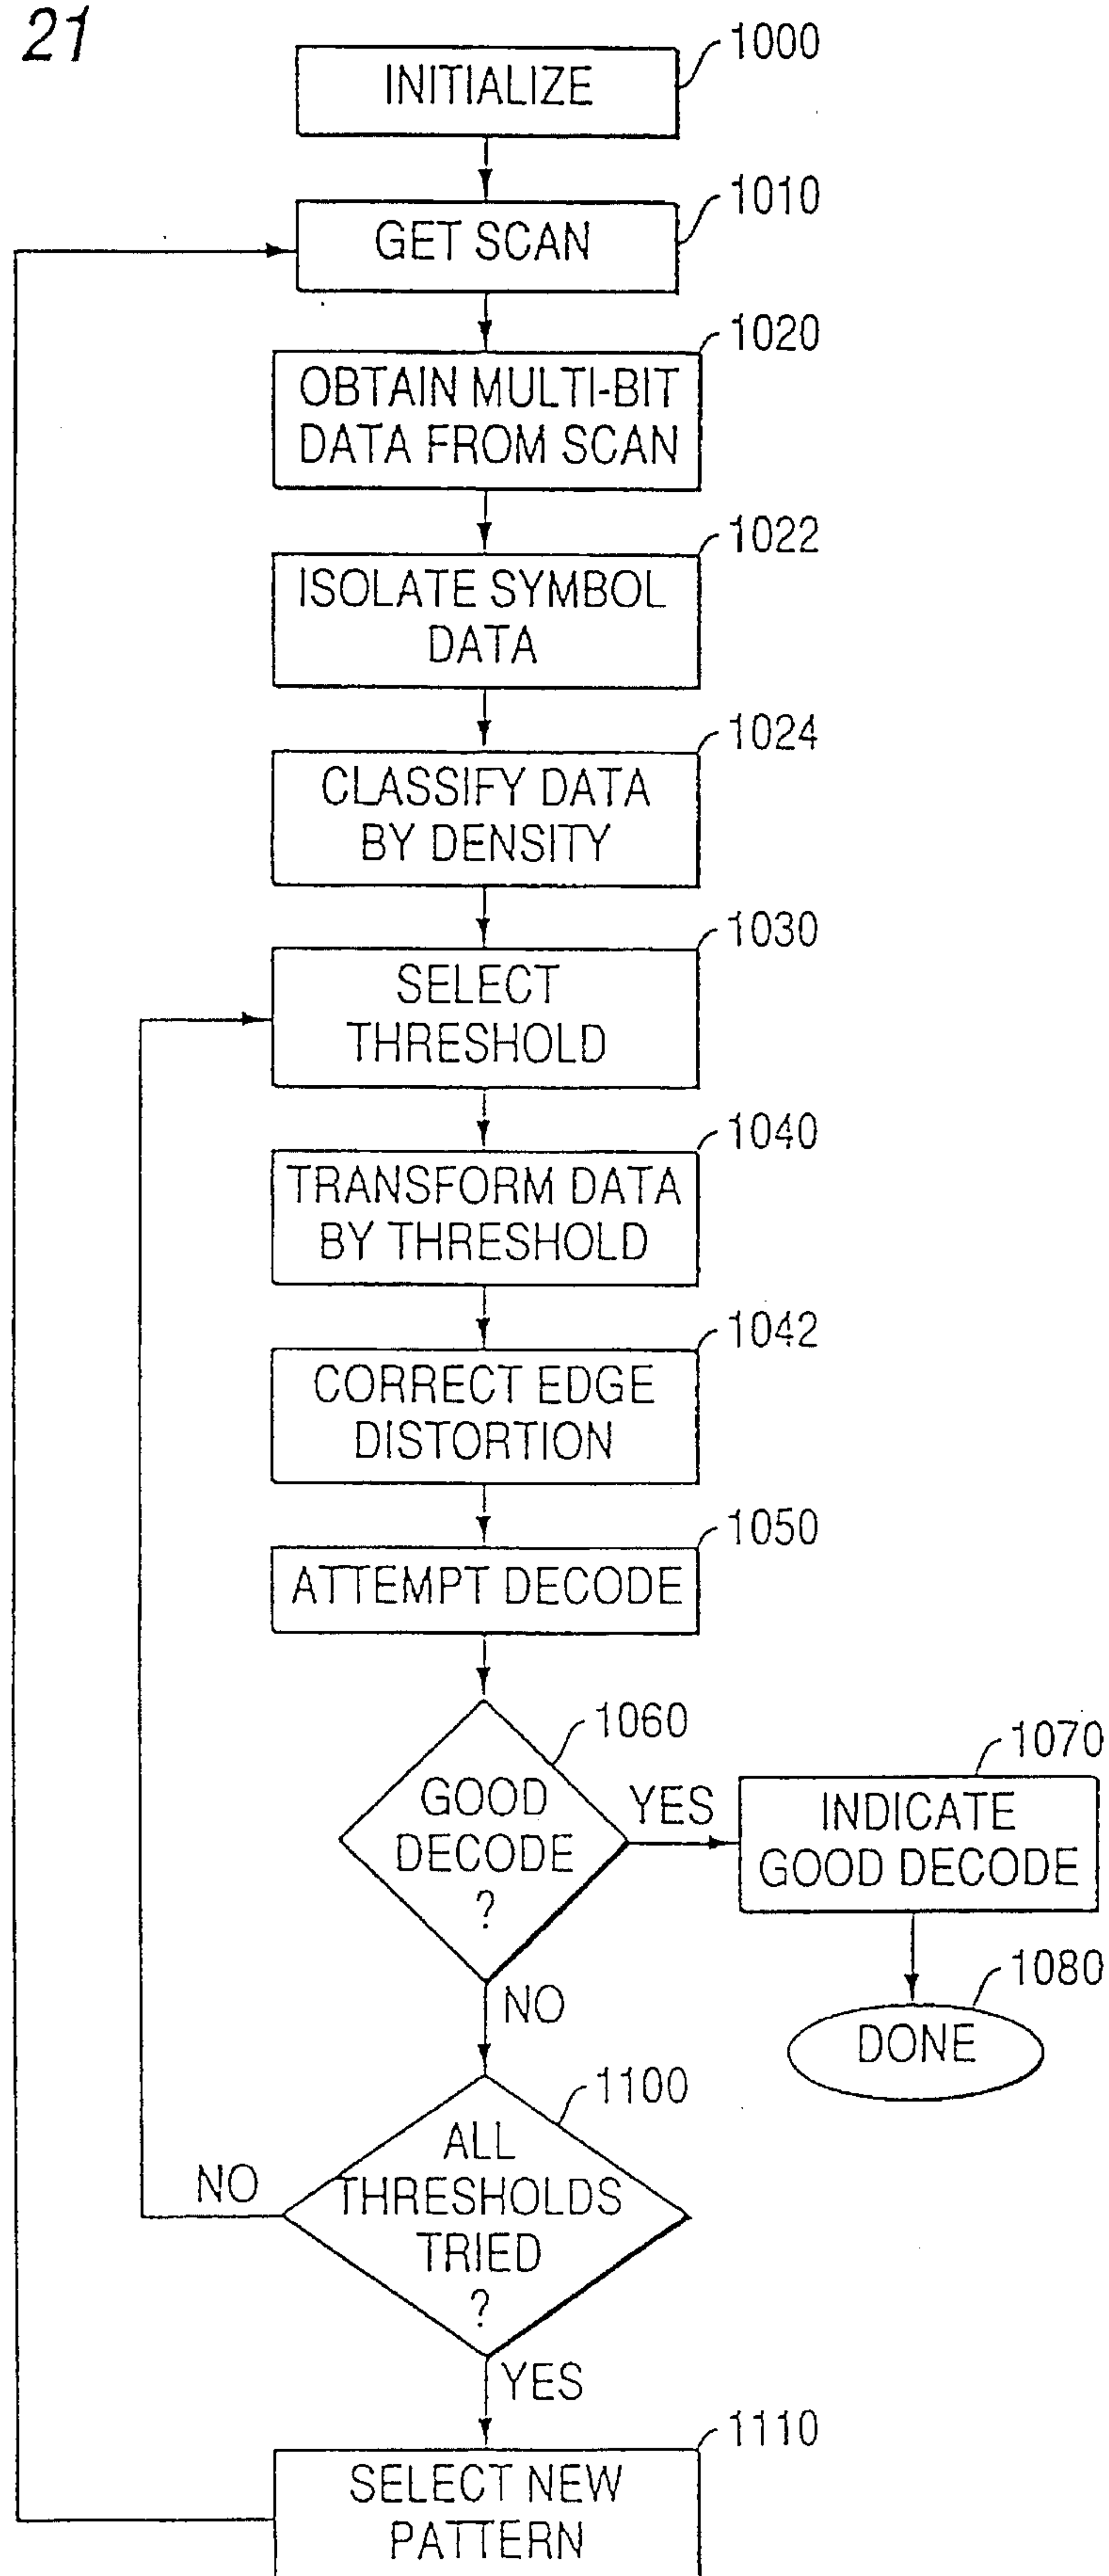 21
1000
INITIALIZE
1010
GET SCAN
1020
OBTAIN MULTI-BIT
DATA FROM SCAN
1022
ISOLATE SYMBOL
DATA
1024
CLASSIFY DATA
BY DENSITY
1030
SELECT
THRESHOLD
1040
TRANSFORM DATA
BY THRESHOLD
1042
CORRECT EDGE
DISTORTION
1050
ATTEMPT DECODE
1060
GOOD
DECODE
?
YES
1070
INDICATE
GOOD DECODE
1080
DONE
NO
1100
ALL
THRESHOLDS
TRIED
?
NO
YES
1110
SELECT NEW
PATTERN